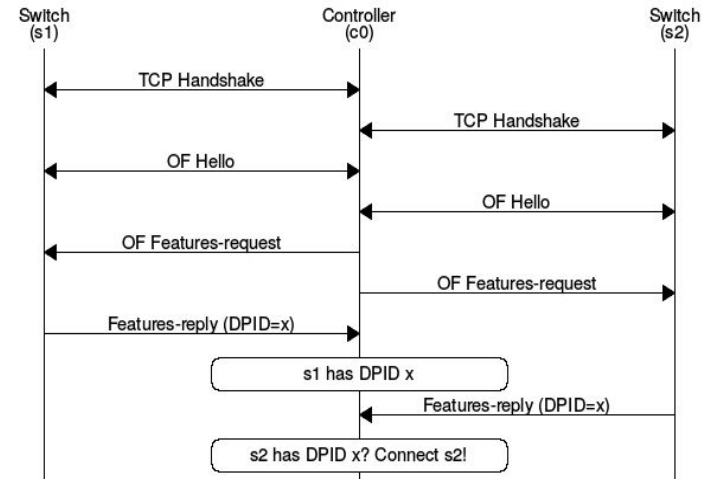 Switch
(s1)
Controller
(c0)
Switch
(s2)
TCP Handshake
TCP Handshake
OF Hello
OF Hello
OF Features-request
OF Features-request
Features-reply (DPID=x)
s1 has DPID x
Features-reply (DPID=x)
s2 has DPID x? Connect s2!